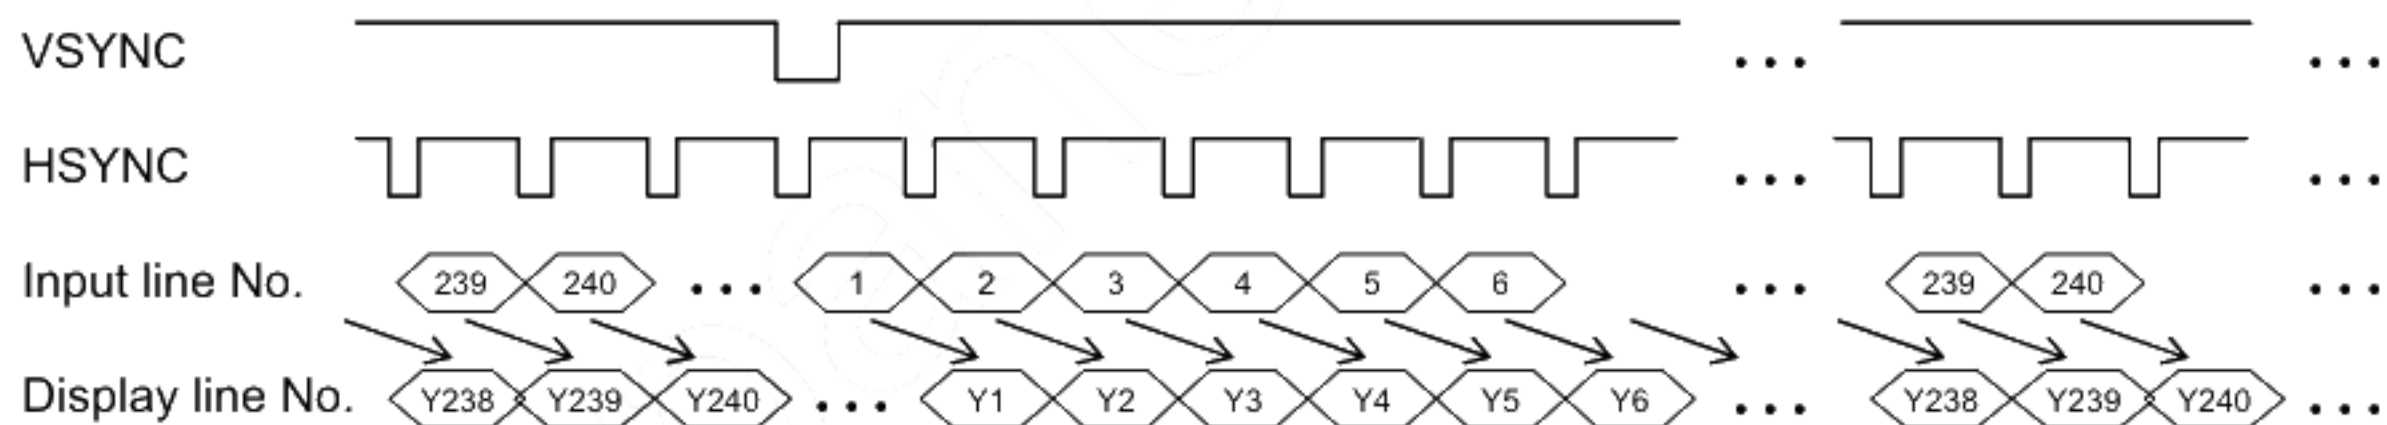 VSYNC ... ...
HSYNC ... ...
Input line No. 239 240 ... 1 2 3 4 5 6 ... 239 240 ...
Display line No. Y238 Y239 Y240 ... Y1 Y2 Y3 Y4 Y5 Y6 ... Y238 Y239 Y240 ...